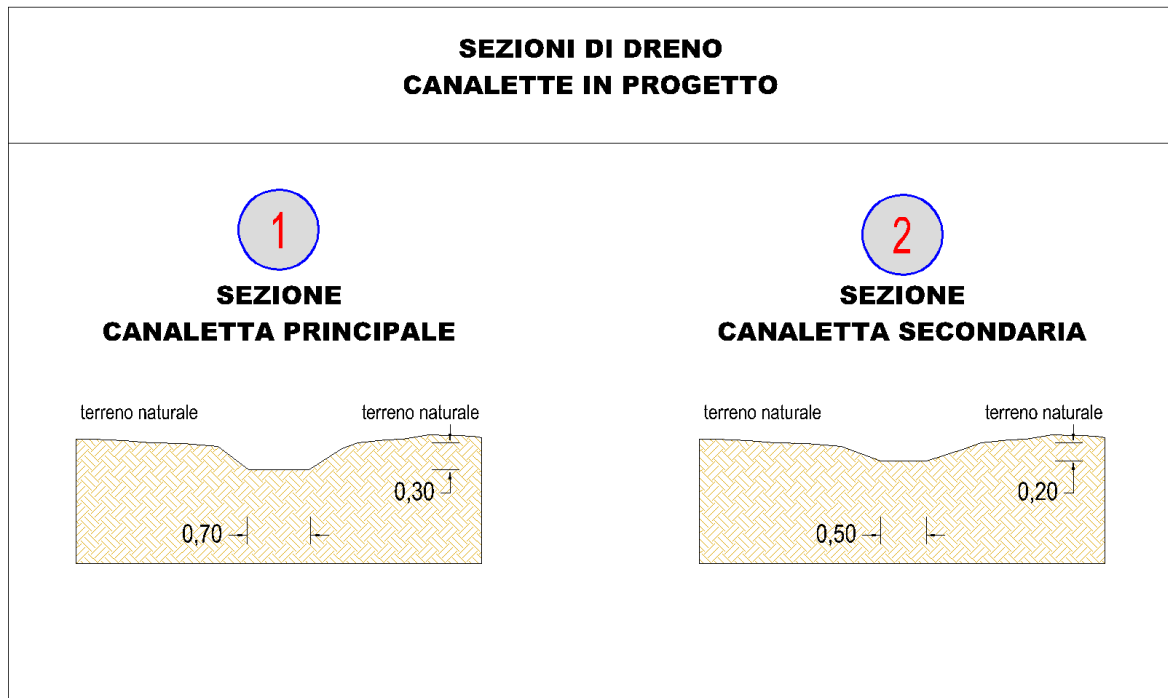 SEZIONI DI DRENO
CANALETTE IN PROGETTO
1
SEZIONE
CANALETTA PRINCIPALE
terreno naturale
terreno naturale
0,30
0,70
2
SEZIONE
CANALETTA SECONDARIA
terreno naturale
terreno naturale
0,20
0,50